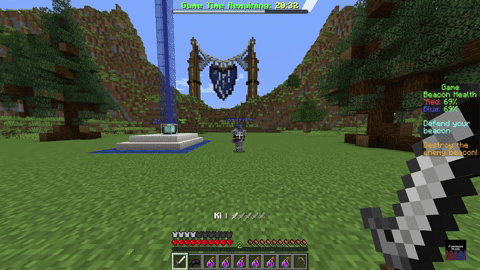 Game Time Remaining: 29:32
Game
Beacon Health
Red: 69%
Blue: 69%
Defend your
beacon
Destroy the
enemy beacon!